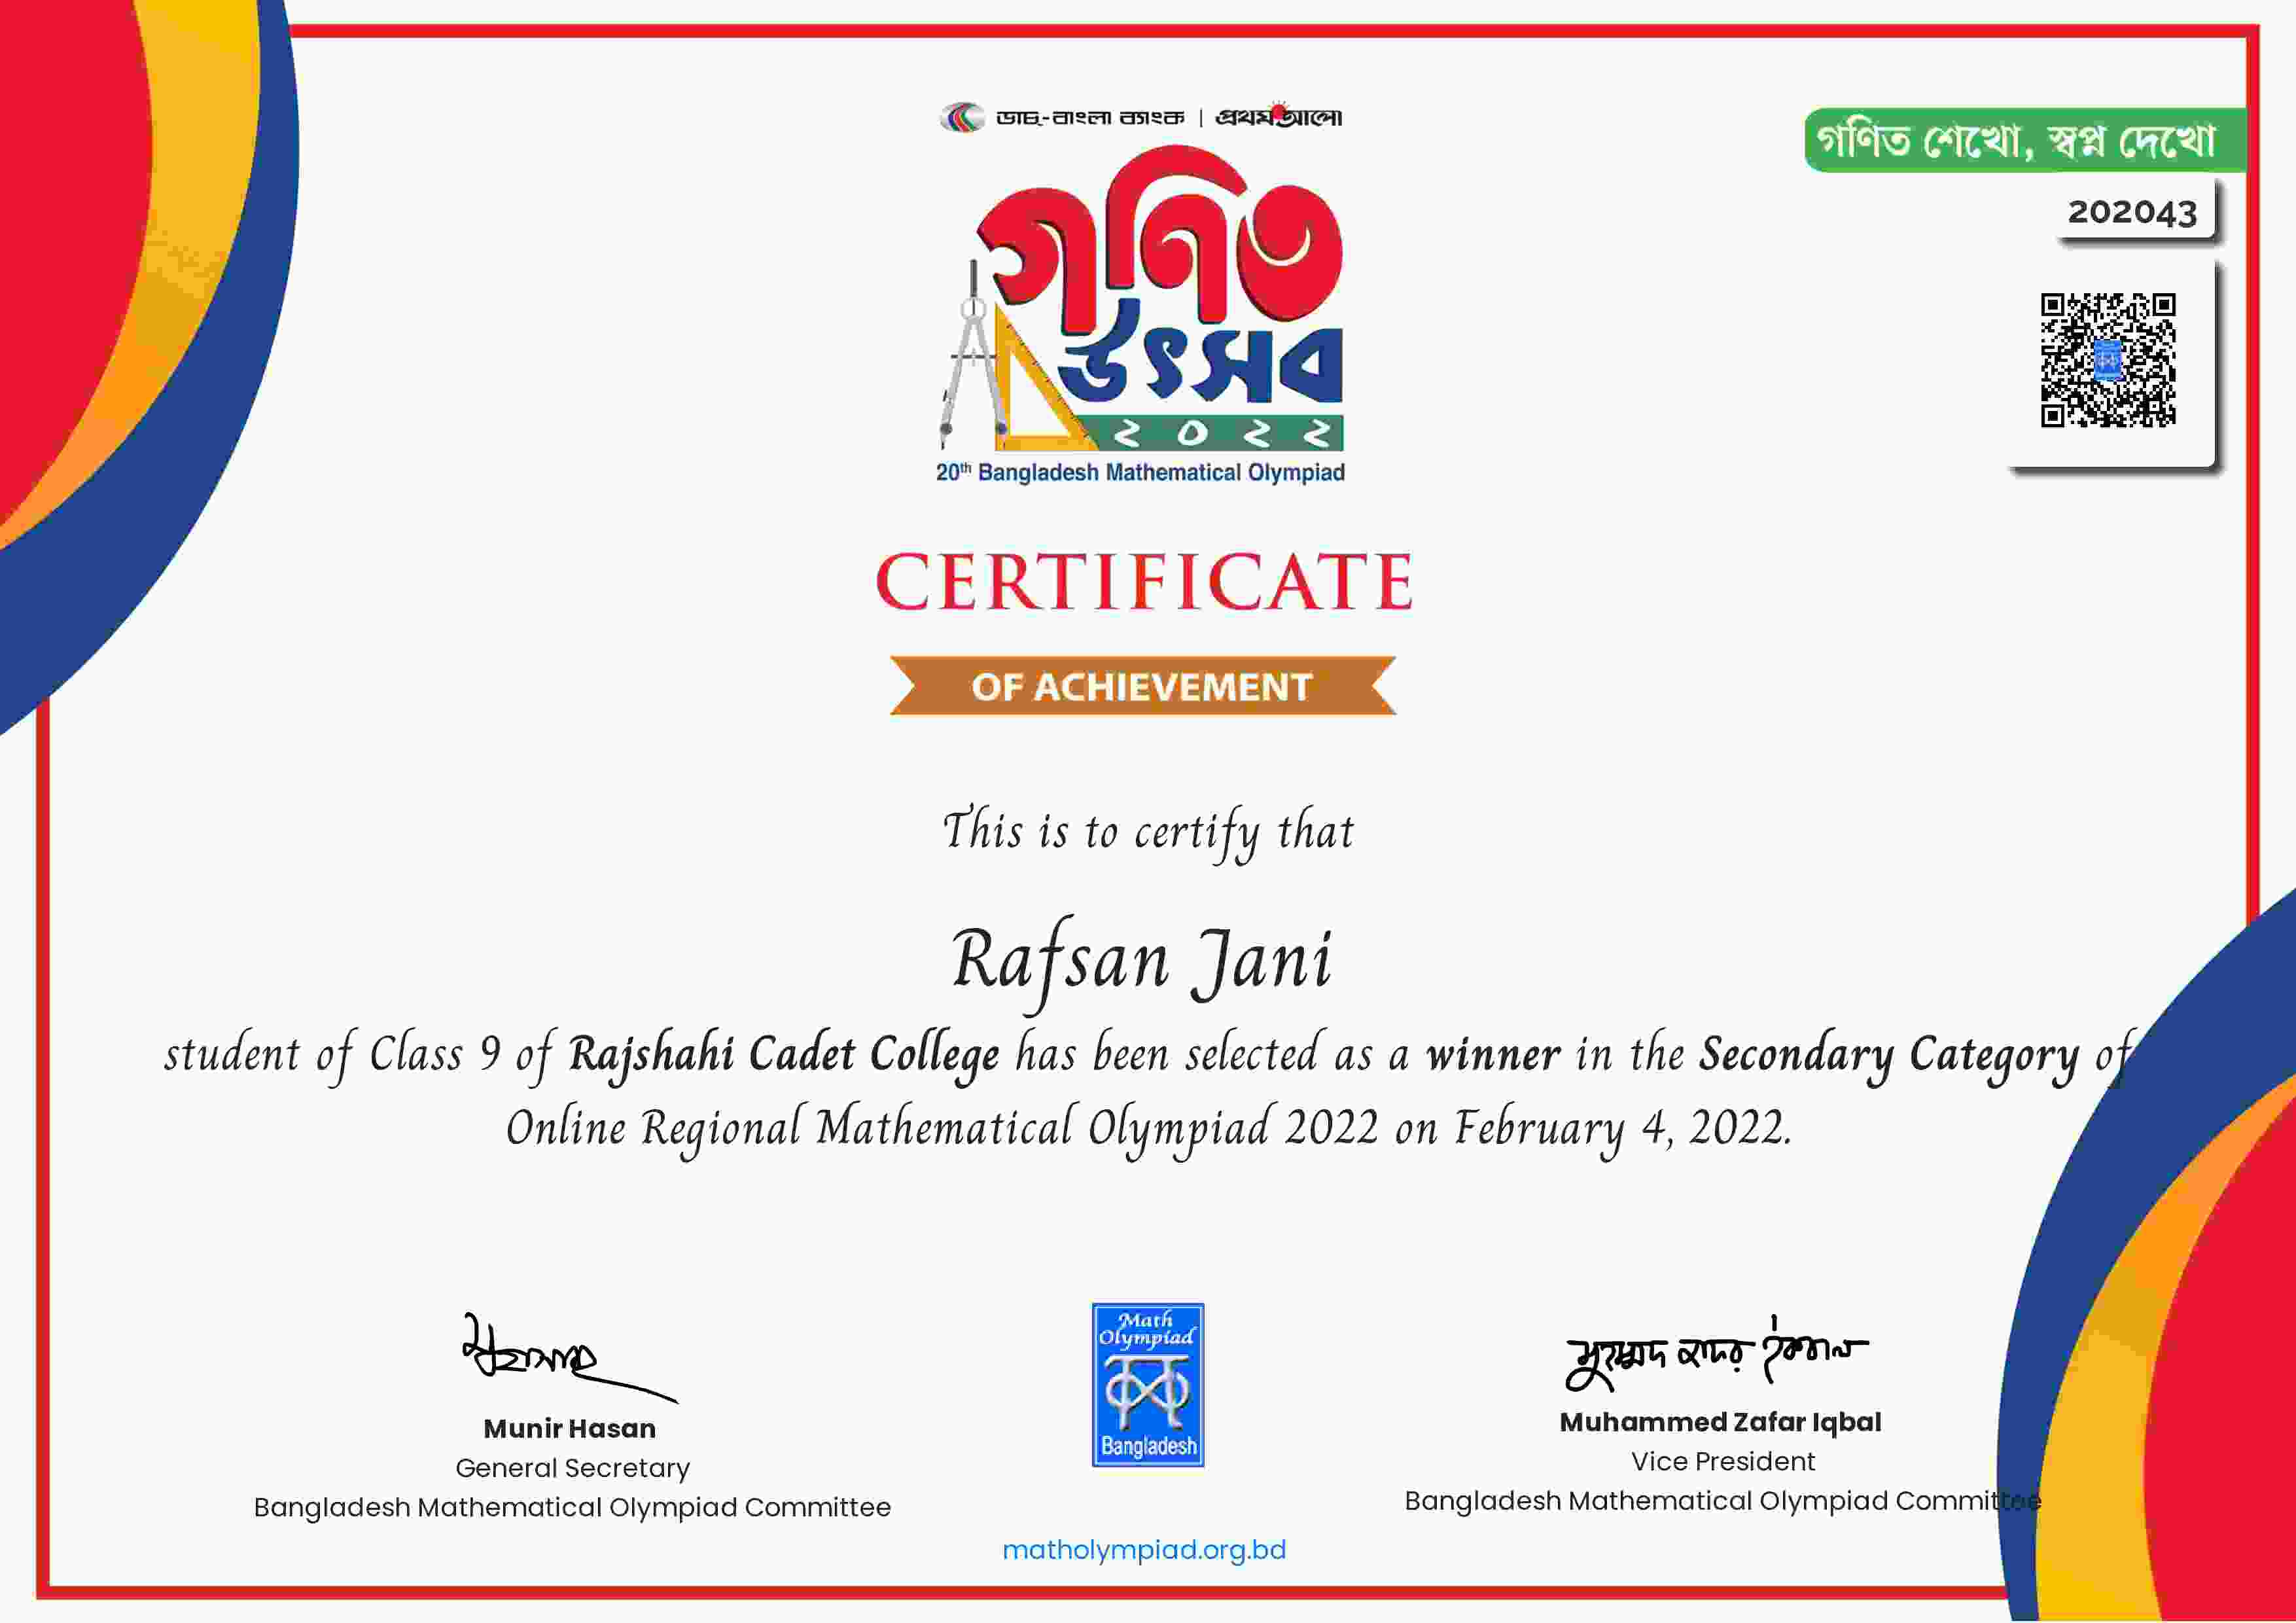 ডাচ্-বাংলা ব্যাংক | প্রথম আলো
গণিত শেখো, স্বপ্ন দেখো
202043
গণিত
উৎসব
২০২২
20th Bangladesh Mathematical Olympiad
CERTIFICATE
OF ACHIEVEMENT
This is to certify that
Rafsan Jani
student of Class 9 of Rajshahi Cadet College has been selected as a winner in the Secondary Category of
Online Regional Mathematical Olympiad 2022 on February 4, 2022.
মুহম্মদ জাফর ইকবাল
Munir Hasan
General Secretary
Bangladesh Mathematical Olympiad Committee
Math
Olympiad
Bangladesh
Muhammed Zafar Iqbal
Vice President
Bangladesh Mathematical Olympiad Committee
matholympiad.org.bd